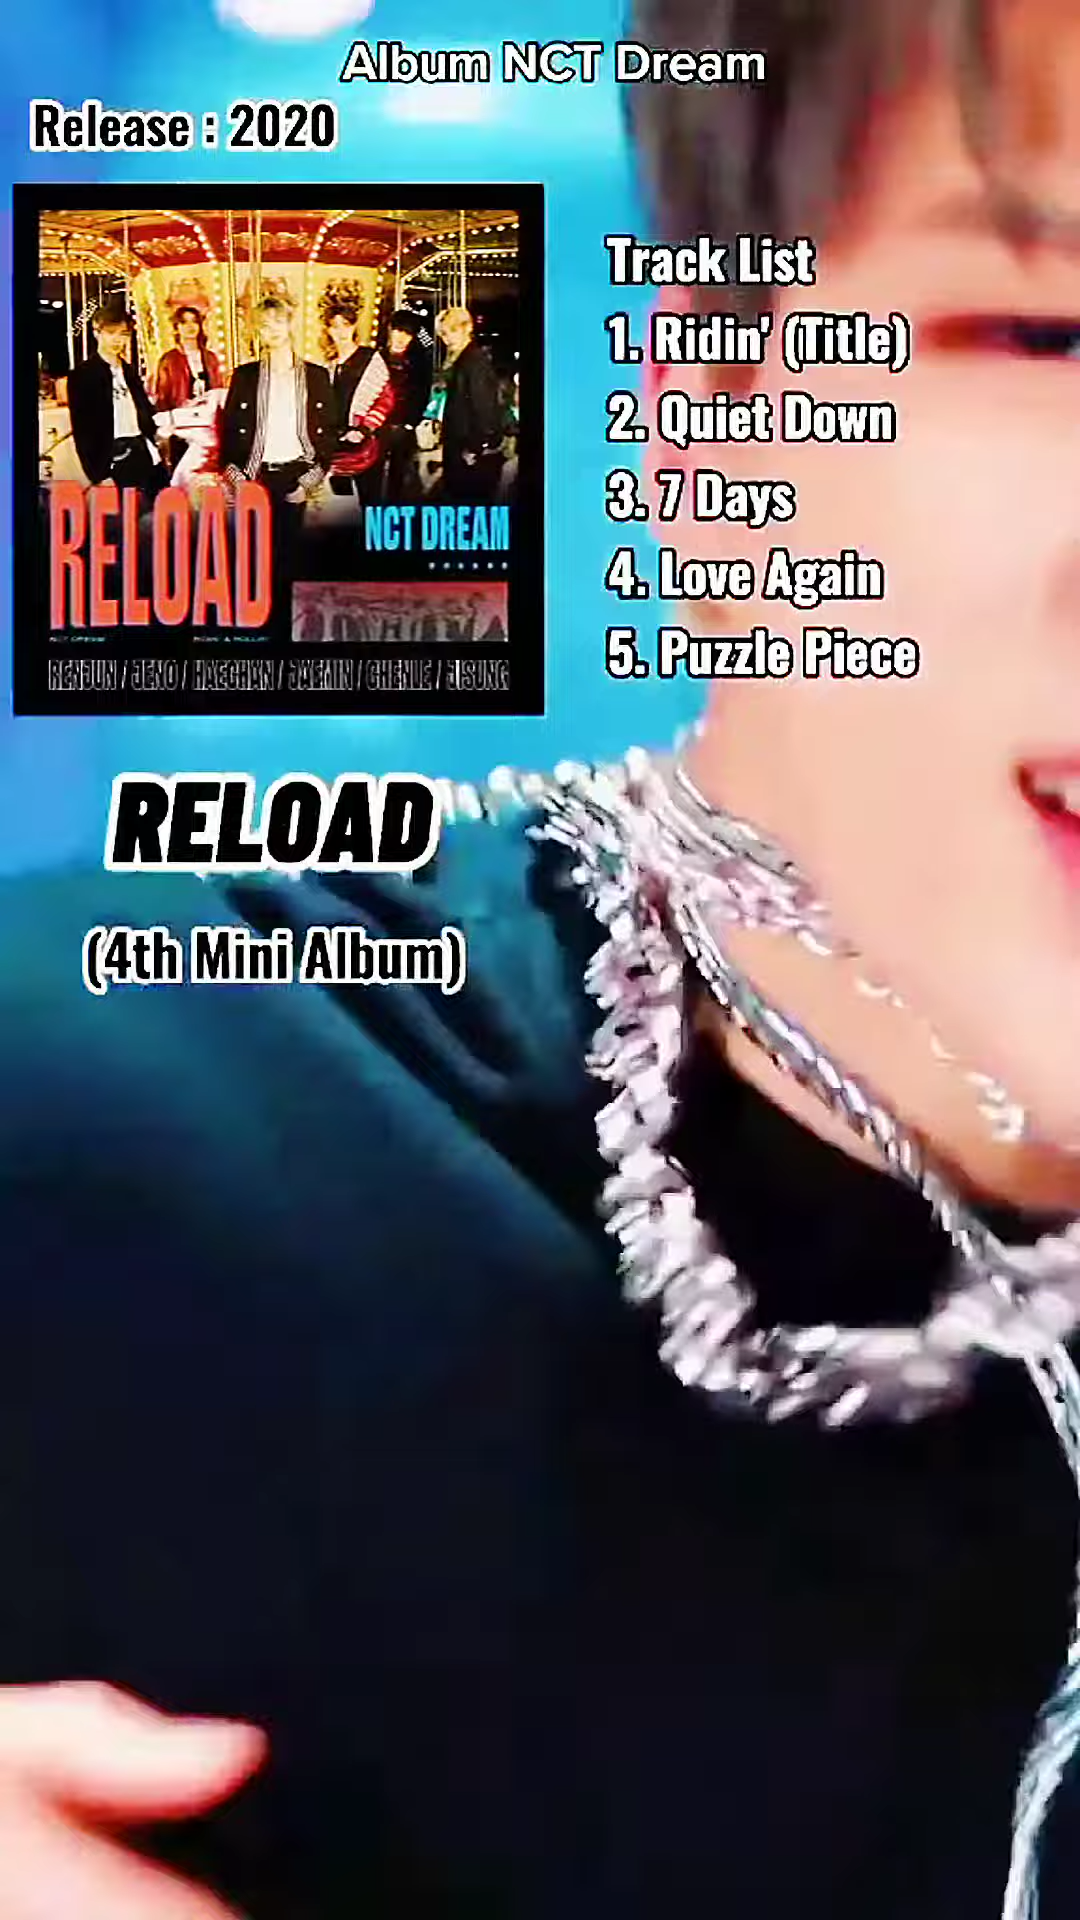 Album NCT Dream
Release : 2020
Track List
1. Ridin' (Title)
2. Quiet Down
3. 7 Days
4. Love Again
5. Puzzle Piece
RELOAD
NCT DREAM
RENJUN / JENO / HAECHAN / JAEMIN / CHENLE / JISUNG
RELOAD
(4th Mini Album)